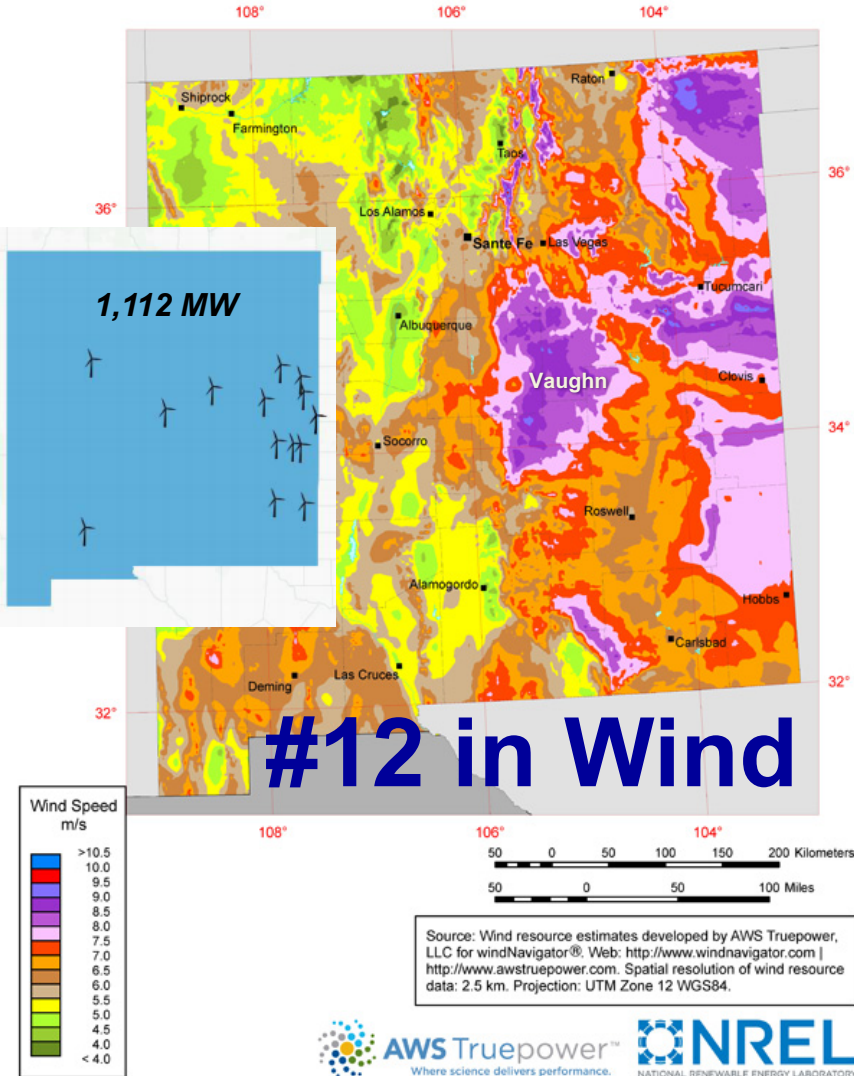 108°
106°
104°
Raton
Shiprock
Farmington
Taos
36°
36°
Los Alamos
Sante Fe
Las Vegas
Tucumcari
1,112 MW
Albuquerque
Vaughn
Clovis
34°
Socorro
Roswell
Alamogordo
Hobbs
Carlsbad
Las Cruces
Deming
32°
32°
#12 in Wind
Wind Speed
m/s
>10.5
10.0
9.5
9.0
8.5
8.0
7.5
7.0
6.5
6.0
5.5
5.0
4.5
4.0
< 4.0
108°
106°
104°
50 0 50 100 150 200 Kilometers
50 0 50 100 Miles
Source: Wind resource estimates developed by AWS Truepower,
LLC for windNavigator®. Web: http://www.windnavigator.com |
http://www.awstruepower.com. Spatial resolution of wind resource
data: 2.5 km. Projection: UTM Zone 12 WGS84.
AWS Truepower™
Where science delivers performance.
NREL
NATIONAL RENEWABLE ENERGY LABORATORY